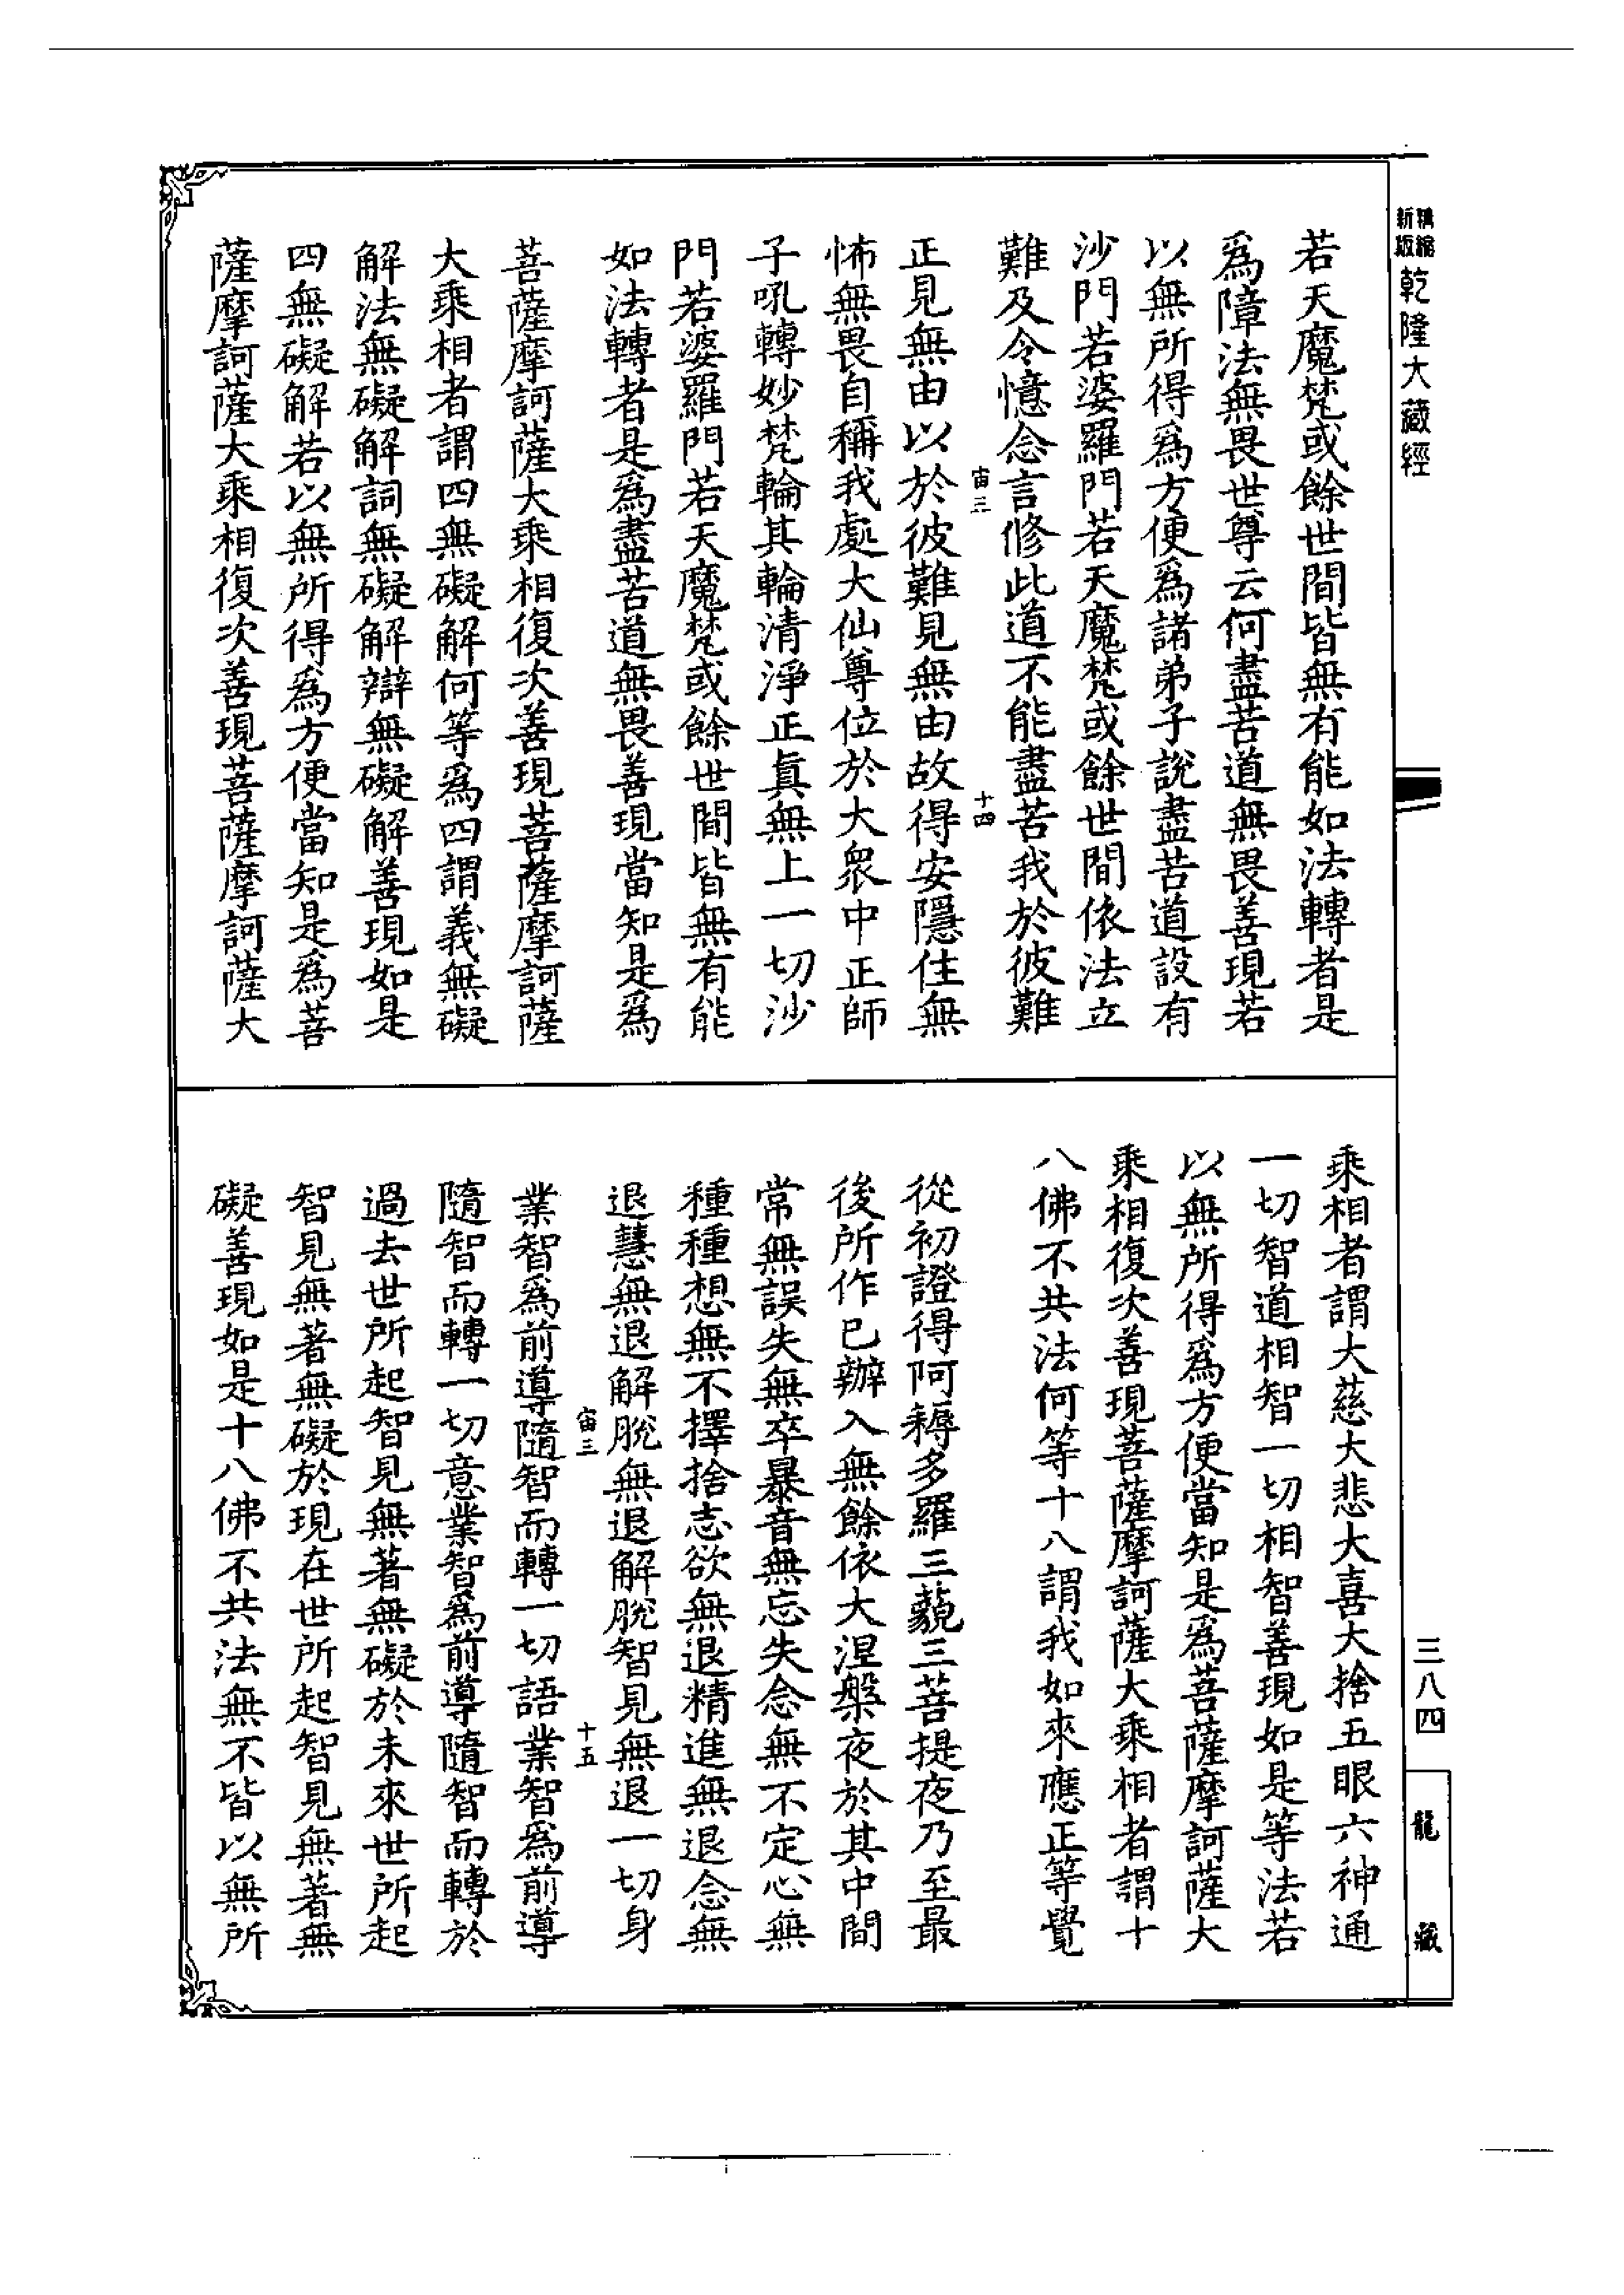 新版精縮乾隆大藏經
若天魔梵或餘世間皆無有能如法轉者是
爲障法無畏世尊云何盡苦道無畏善現若
以無所得爲方便爲諸弟子說盡苦道設有
沙門若婆羅門若天魔梵或餘世間依法立
難及令憶念言修此道不能盡苦我於彼難
宙三
十四
正見無由以於彼難見無由故得安隱住無
怖無畏自稱我處大仙尊位於大衆中正師
子吼轉妙梵輪其輪清淨正眞無上一切沙
門若婆羅門若天魔梵或餘世間皆無有能
如法轉者是爲盡苦道無畏善現當知是爲
菩薩摩訶薩大乘相復次善現菩薩摩訶薩
大乘相者謂四無礙解何等爲四謂義無礙
解法無礙解詞無礙解辯無礙解善現如是
四無礙解若以無所得爲方便當知是爲菩
薩摩訶薩大乘相復次善現菩薩摩訶薩大
乘相者謂大慈大悲大喜大捨五眼六神通
一切智道相智一切相智善現如是等法若
以無所得爲方便當知是爲菩薩摩訶薩大
乘相復次善現菩薩摩訶薩大乘相者謂十
八佛不共法何等十八謂我如來應正等覺
從初證得阿耨多羅三藐三菩提夜乃至最
後所作已辦入無餘依大涅槃夜於其中間
常無誤失無卒暴音無忘失念無不定心無
種種想無不擇捨志欲無退精進無退念無
退慧無退解脫無退解脫智見無退一切身
宙三
十五
業智爲前導隨智而轉一切語業智爲前導
隨智而轉一切意業智爲前導隨智而轉於
過去世所起智見無著無礙於未來世所起
智見無著無礙於現在世所起智見無著無
礙善現如是十八佛不共法無不皆以無所
三八四
龍藏